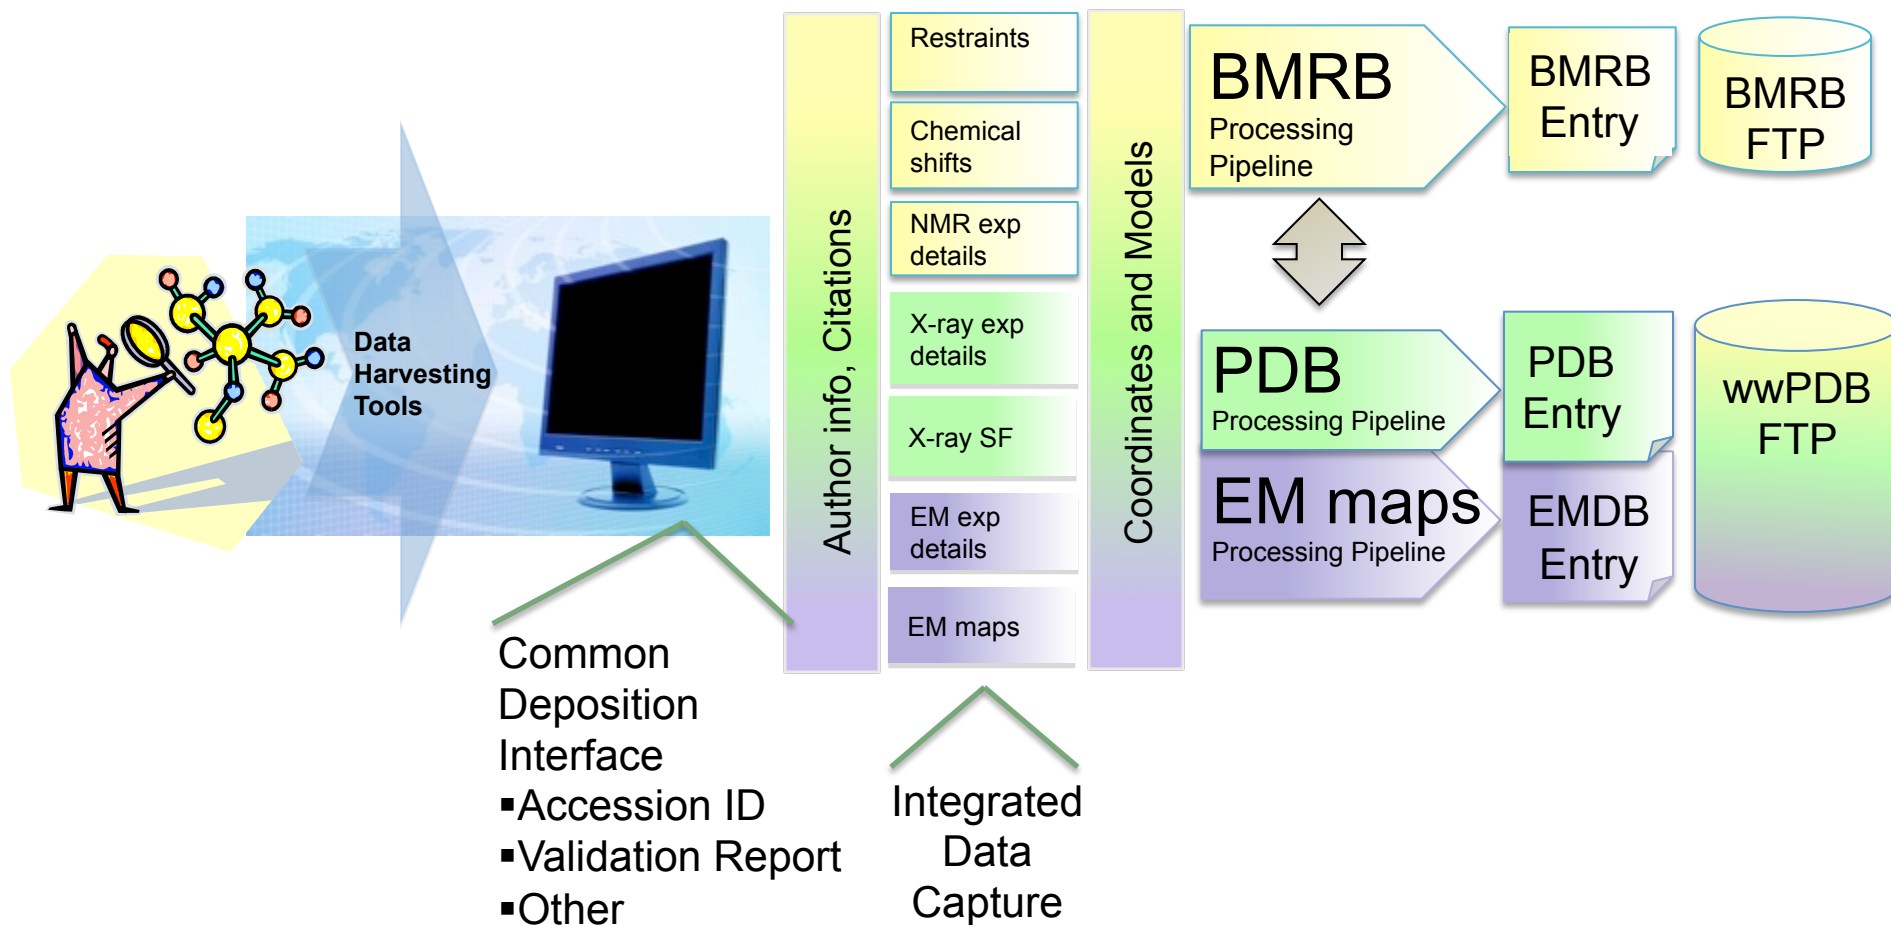 Data
Harvesting
Tools
Common
Deposition
Interface
▪Accession ID
▪Validation Report
▪Other
Author info, Citations
Restraints
Chemical
shifts
NMR exp
details
X-ray exp
details
X-ray SF
EM exp
details
EM maps
Integrated
Data
Capture
Coordinates and Models
BMRB
Processing
Pipeline
BMRB
Entry
BMRB
FTP
PDB
Processing Pipeline
PDB
Entry
EM maps
Processing Pipeline
EMDB
Entry
wwPDB
FTP